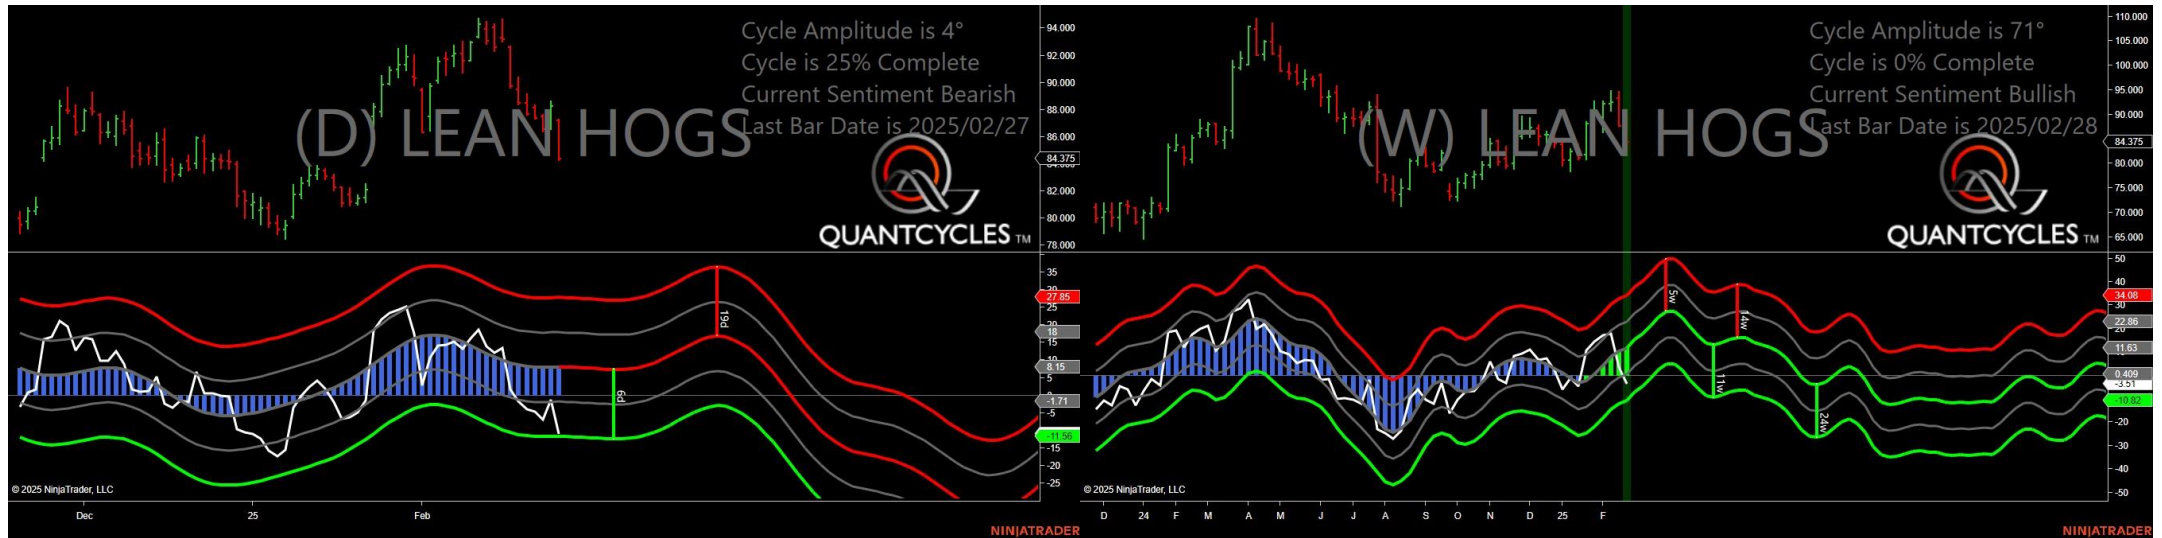 Cycle Amplitude is 4°
Cycle is 25% Complete
Current Sentiment Bearish
Last Bar Date is 2025/02/27
(D) LEAN HOGS
QUANTCYCLES TM
94.000
92.000
90.000
88.000
86.000
84.375
82.000
80.000
78.000
35
27.85
25
18
15
8.15
5
-1.71
-5
-11.56
-15
-20
-25
19d
© 2025 NinjaTrader, LLC
Dec
25
Feb
NINJATRADER
Cycle Amplitude is 71°
Cycle is 0% Complete
Current Sentiment Bullish
Last Bar Date is 2025/02/28
(W) LEAN HOGS
QUANTCYCLES TM
110.000
105.000
100.000
95.000
90.000
84.375
80.000
75.000
70.000
65.000
50
40
34.08
30
22.86
11.63
0.409
-3.51
-10.82
-20
-30
-40
-50
5w
14w
11w
24w
© 2025 NinjaTrader, LLC
D 24 F M A M J J A S O N D 25 F
NINJATRADER